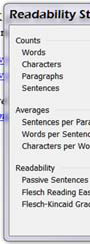 Readability St
Counts
Words
Characters
Paragraphs
Sentences
Averages
Sentences per Para
Words per Sentenc
Characters per Wo
Readability
Passive Sentences
Flesch Reading Eas
Flesch-Kincaid Grad